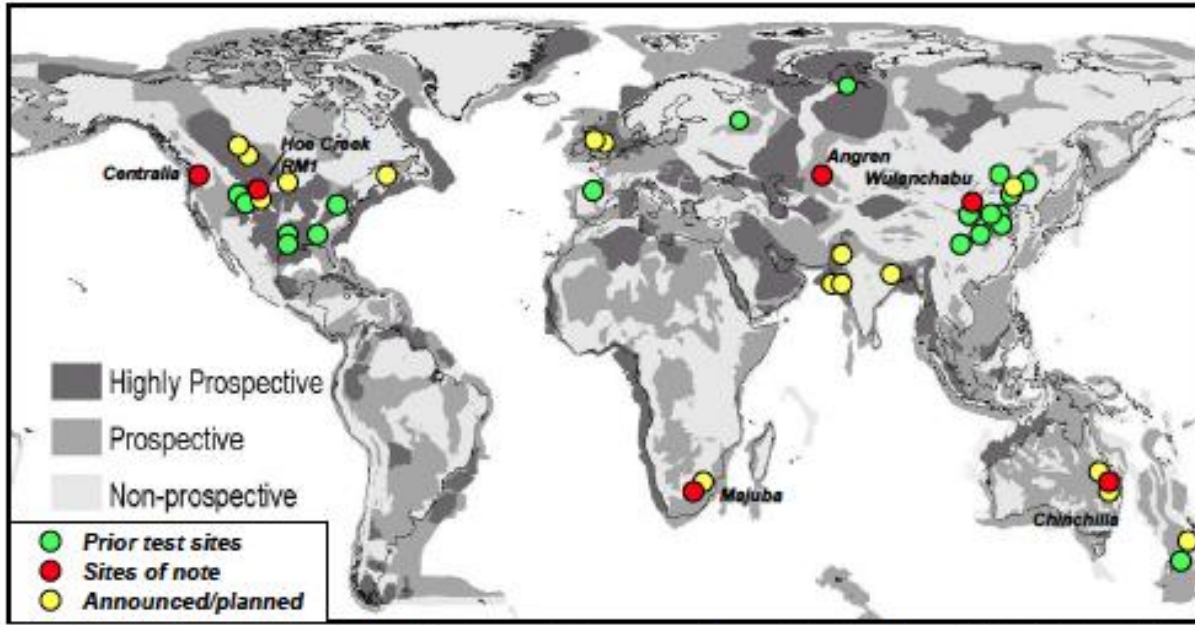 Hoe Creek
RM1
Centralia
Angren
Wulanchabu
Highly Prospective
Prospective
Non-prospective
Majuba
Chinchilla
Prior test sites
Sites of note
Announced/planned